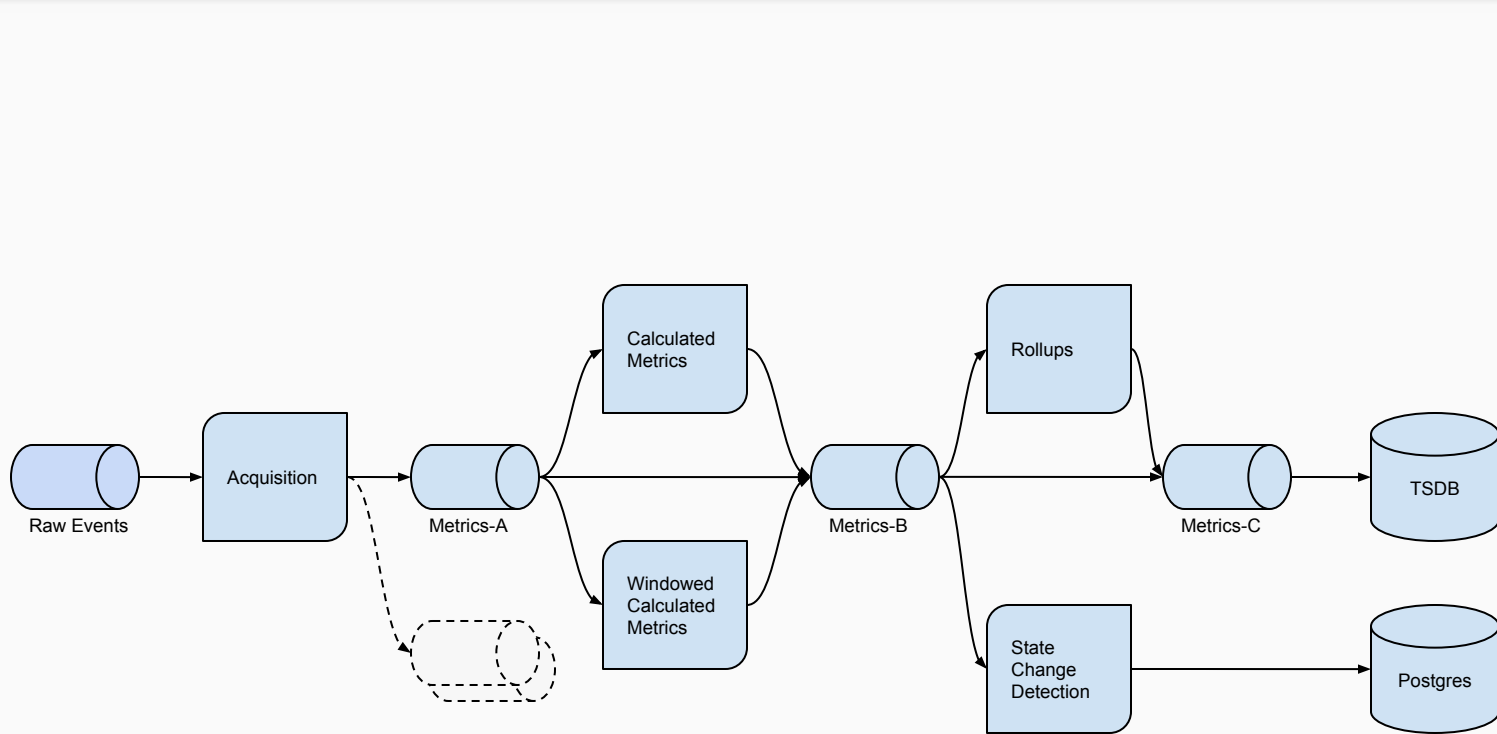 Calculated
Metrics
Rollups
Acquisition
TSDB
Raw Events
Metrics-A
Metrics-B
Metrics-C
Windowed
Calculated
Metrics
State
Change
Detection
Postgres